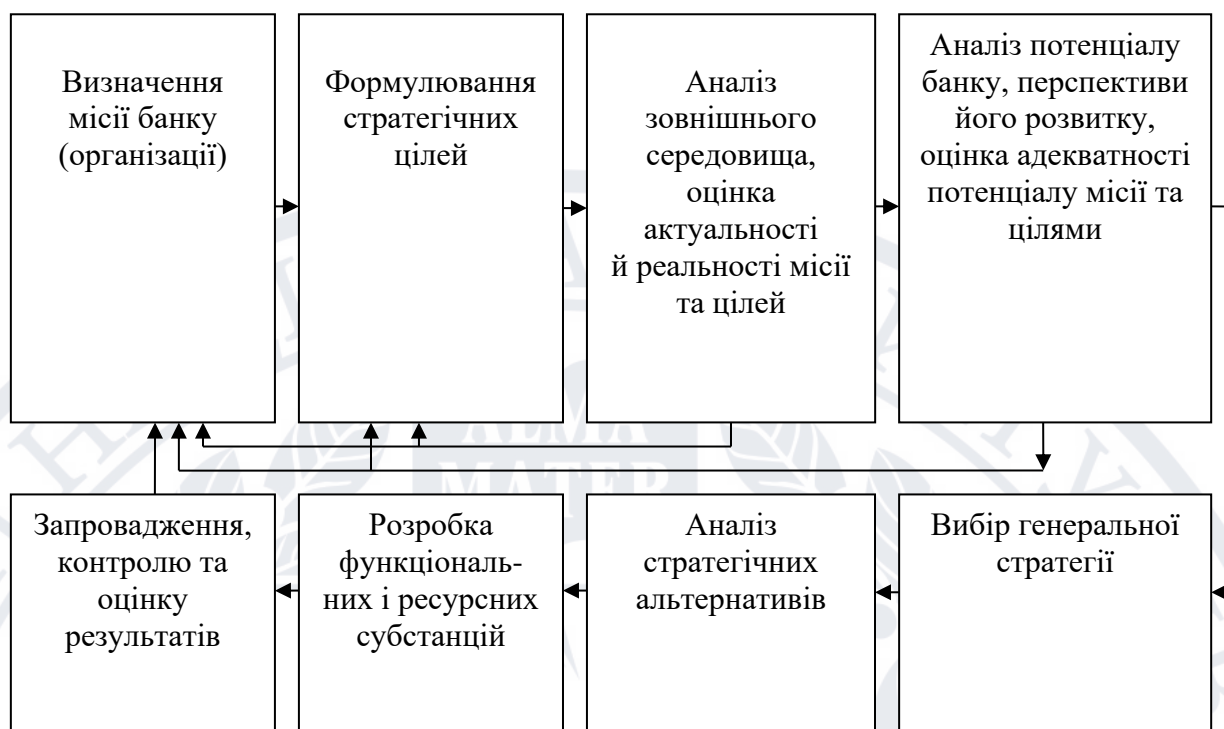 Визначення
місії банку
(організації)
Формулювання
стратегічних
цілей
Аналіз
зовнішнього
середовища,
оцінка
актуальності
й реальності місії
та цілей
Аналіз потенціалу
банку, перспективи
його розвитку,
оцінка адекватності
потенціалу місії та
цілями
ALMA
MATER
Запровадження,
контролю та
оцінку
результатів
Розробка
функціональ-
них і ресурсних
субстанцій
Аналіз
стратегічних
альтернативів
Вибір генеральної
стратегії